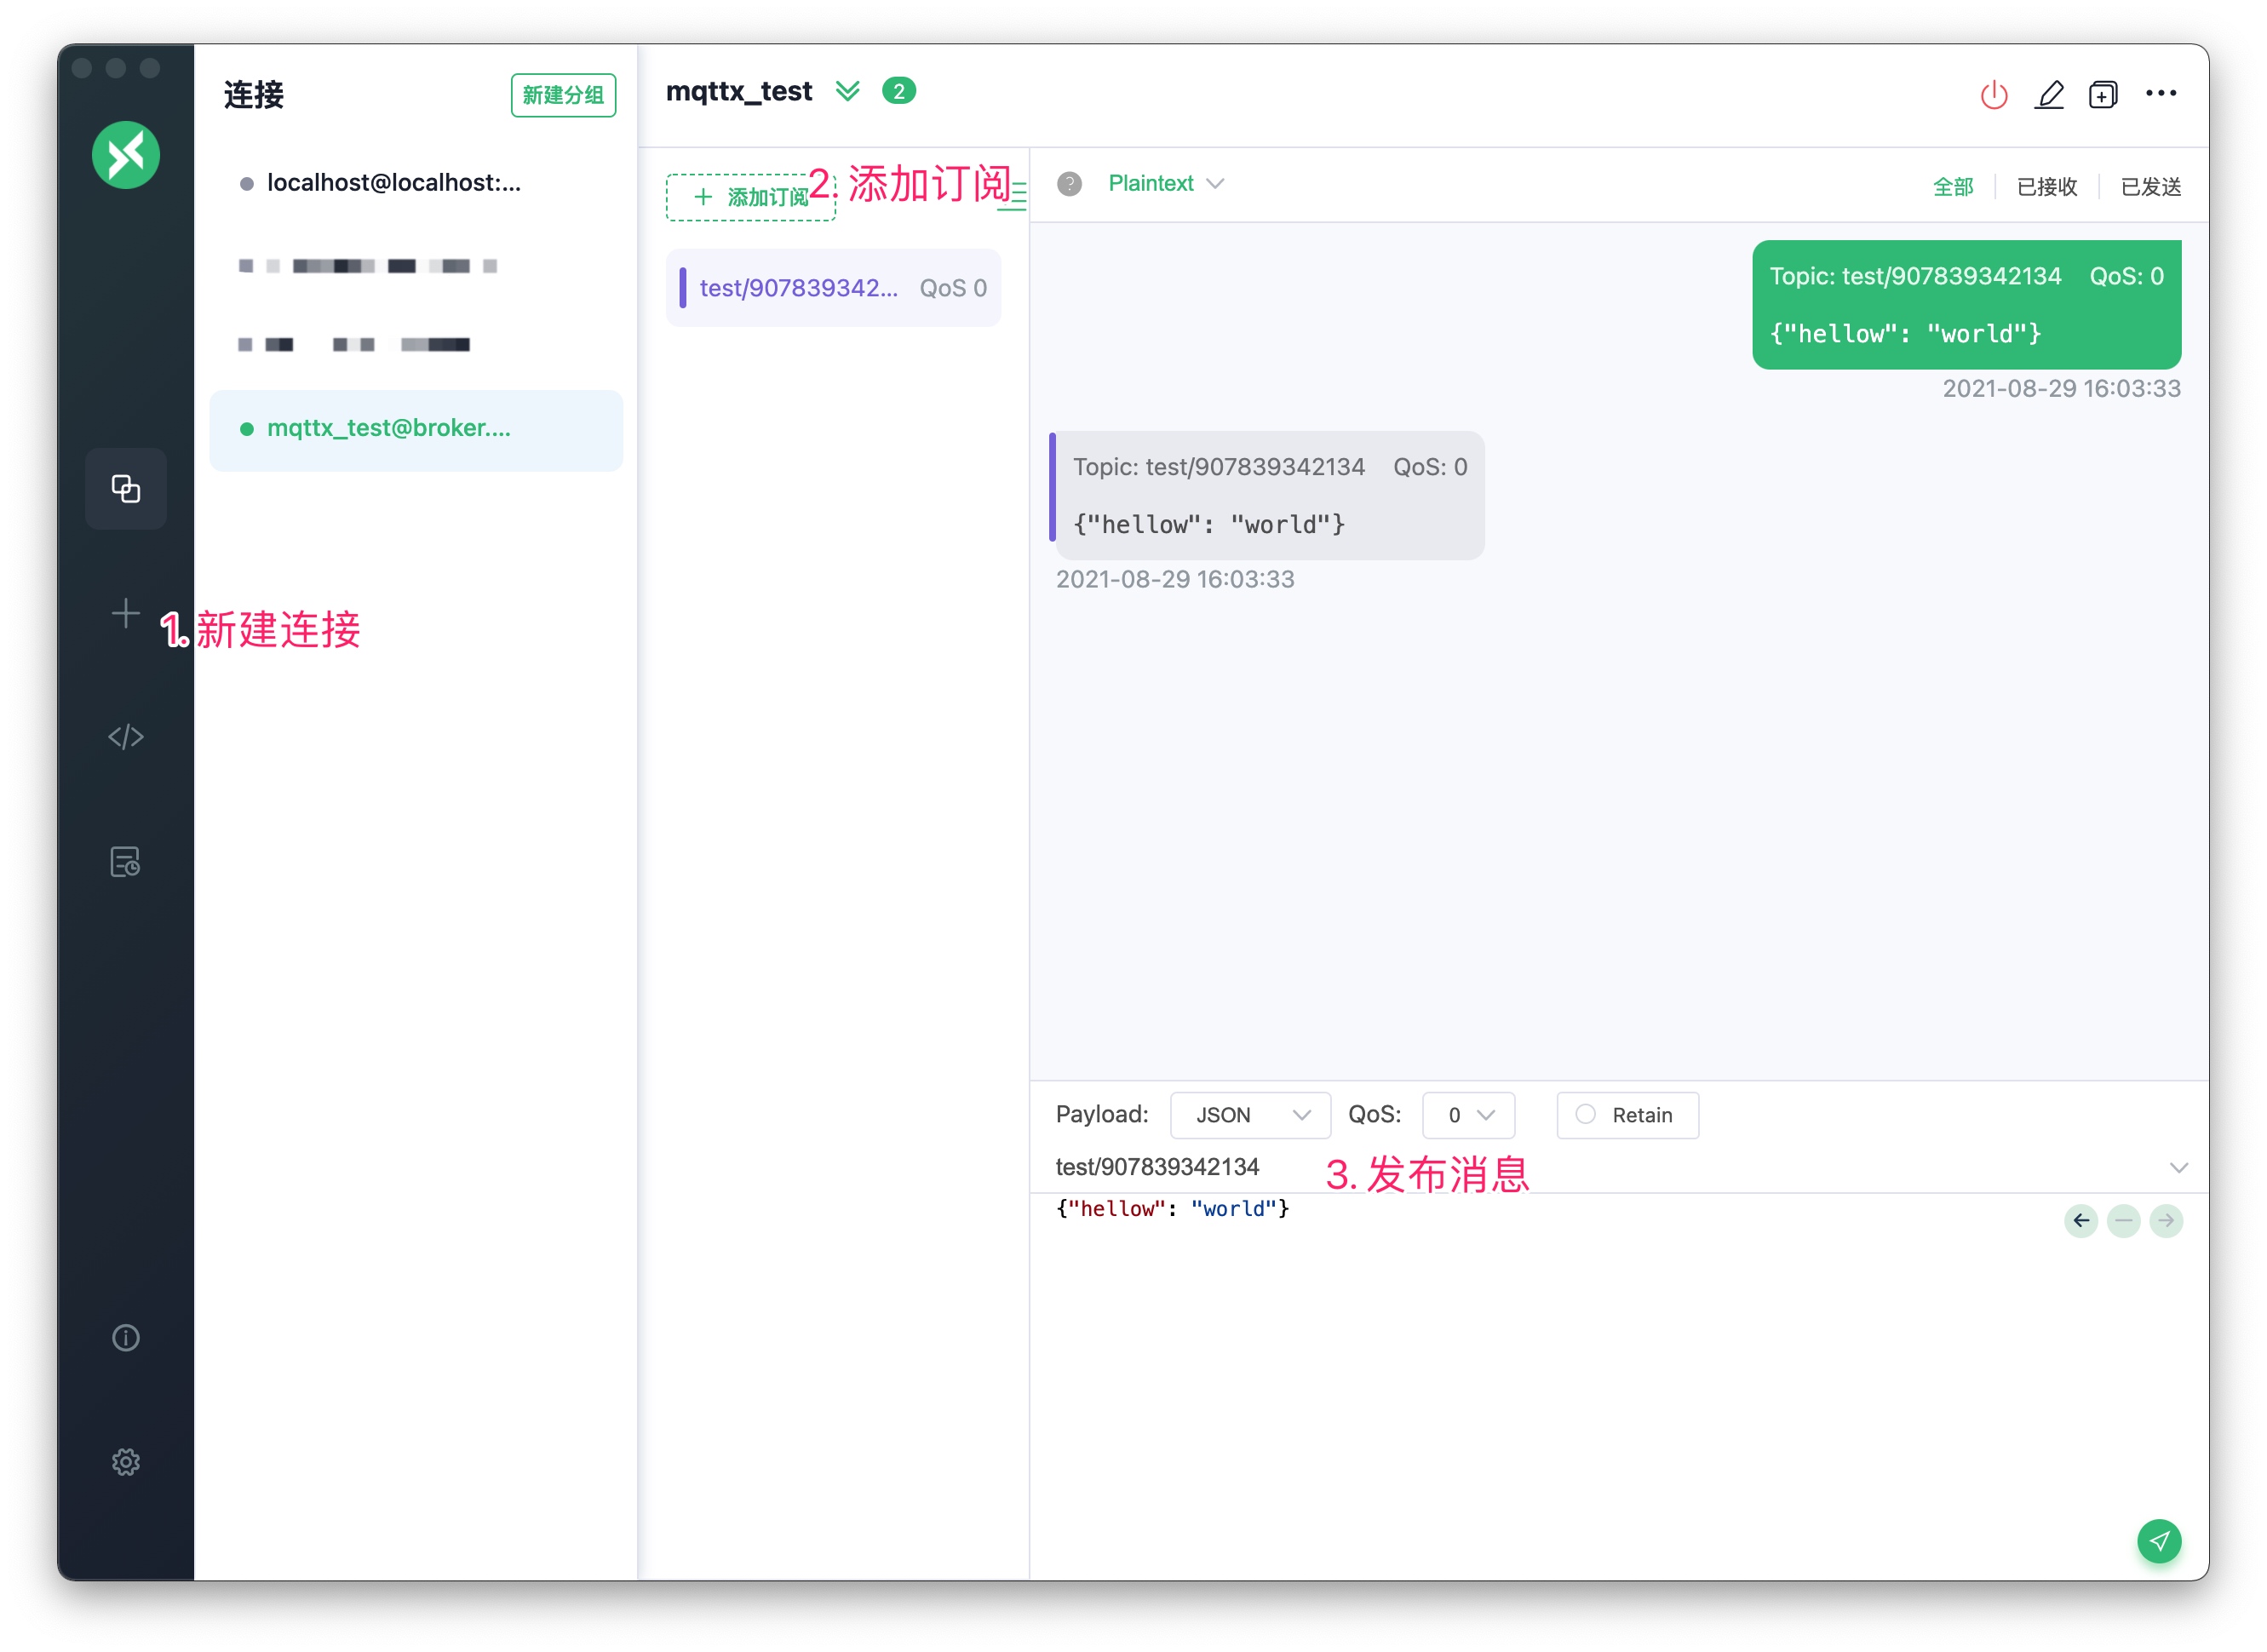 连接
新建分组
localhost@localhost:...
mqttx_test@broker....
1. 新建连接
mqttx_test
2
添加订阅
2. 添加订阅
test/907839342...
QoS 0
Plaintext
全部
已接收
已发送
Topic: test/907839342134 QoS: 0
{"hellow": "world"}
2021-08-29 16:03:33
Topic: test/907839342134 QoS: 0
{"hellow": "world"}
2021-08-29 16:03:33
Payload: JSON QoS: 0 Retain
test/907839342134
3. 发布消息
{"hellow": "world"}